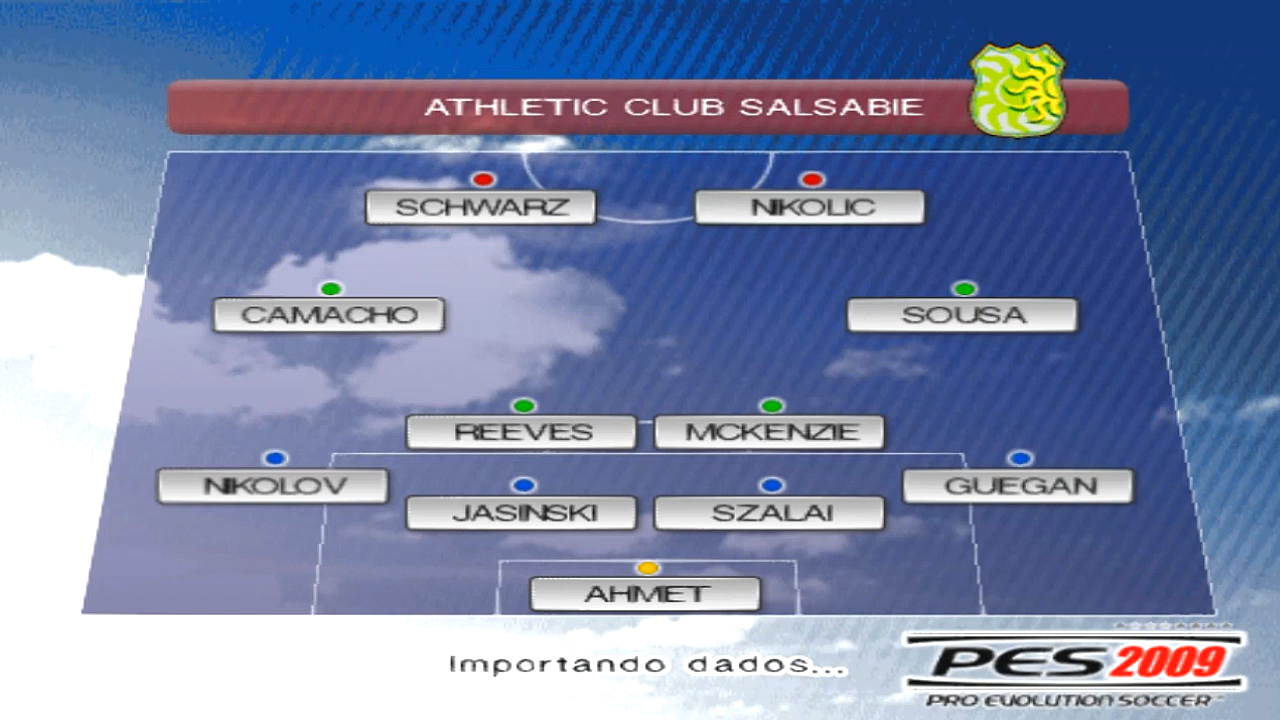 ATHLETIC CLUB SALSABIE
SCHWARZ
NIKOLIC
CAMACHO
SOUSA
REEVES
MCKENZIE
NIKOLOV
GUEGAN
JASINSKI
SZALAI
AHMET
Importando dados...
PES 2009
PRO EVOLUTION SOCCER